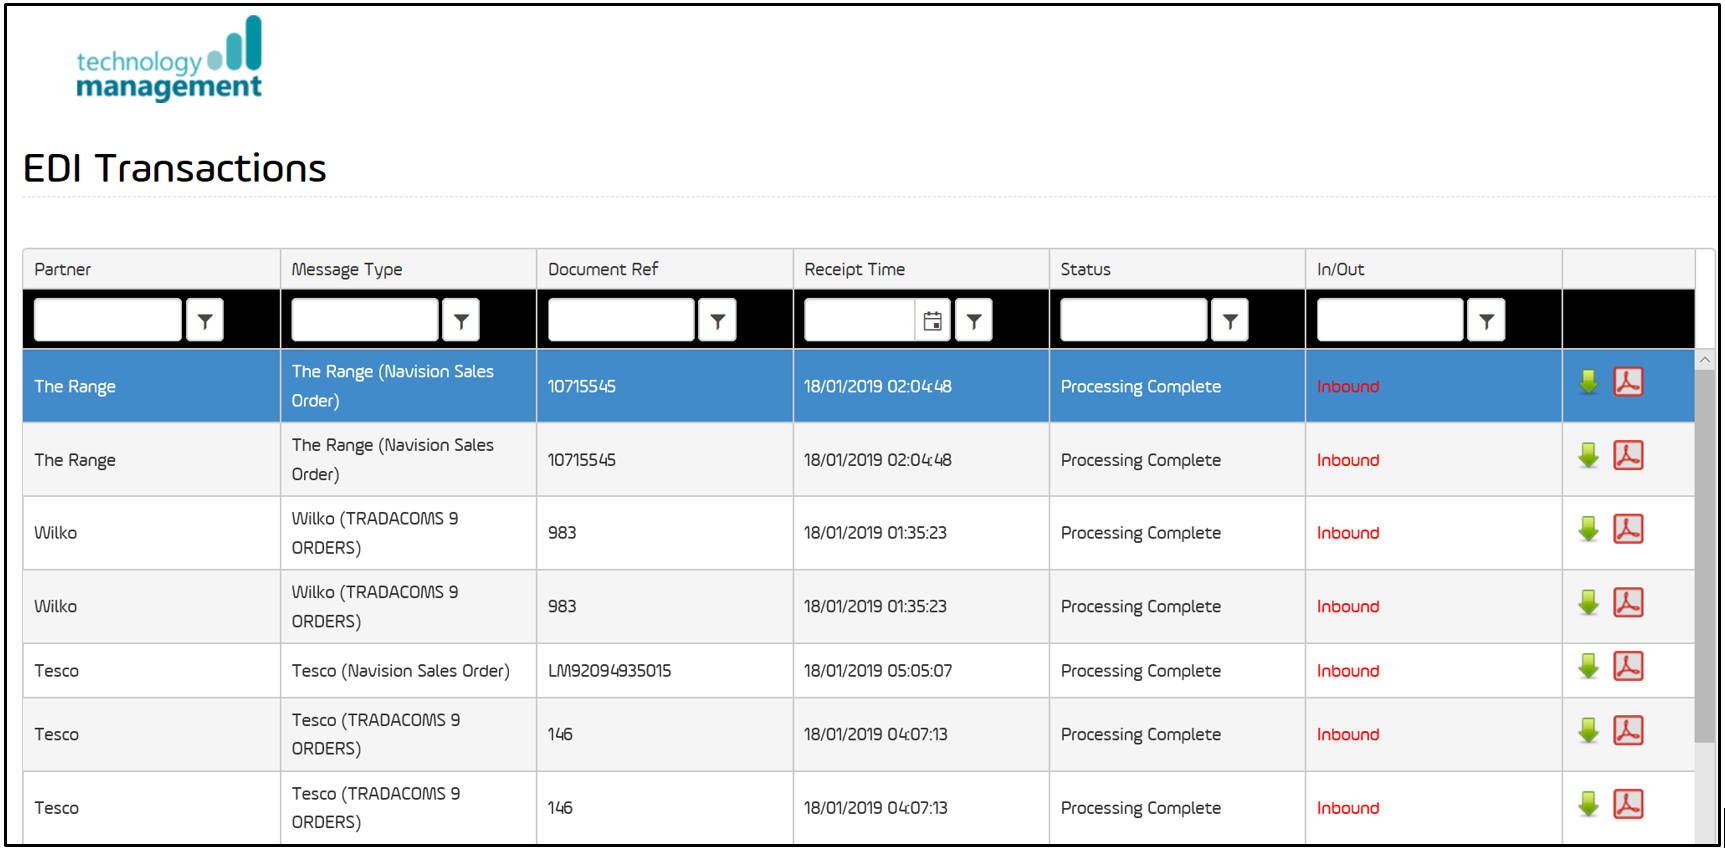 technology
management
EDI Transactions
Partner Message Type Document Ref Receipt Time Status In/Out
The Range The Range (Navision Sales Order) 10715545 18/01/2019 02:04:48 Processing Complete Inbound
The Range The Range (Navision Sales Order) 10715545 18/01/2019 02:04:48 Processing Complete Inbound
Wilko Wilko (TRADACOMS 9 ORDERS) 983 18/01/2019 01:35:23 Processing Complete Inbound
Wilko Wilko (TRADACOMS 9 ORDERS) 983 18/01/2019 01:35:23 Processing Complete Inbound
Tesco Tesco (Navision Sales Order) LM92094935015 18/01/2019 05:05:07 Processing Complete Inbound
Tesco Tesco (TRADACOMS 9 ORDERS) 146 18/01/2019 04:07:13 Processing Complete Inbound
Tesco Tesco (TRADACOMS 9 ORDERS) 146 18/01/2019 04:07:13 Processing Complete Inbound